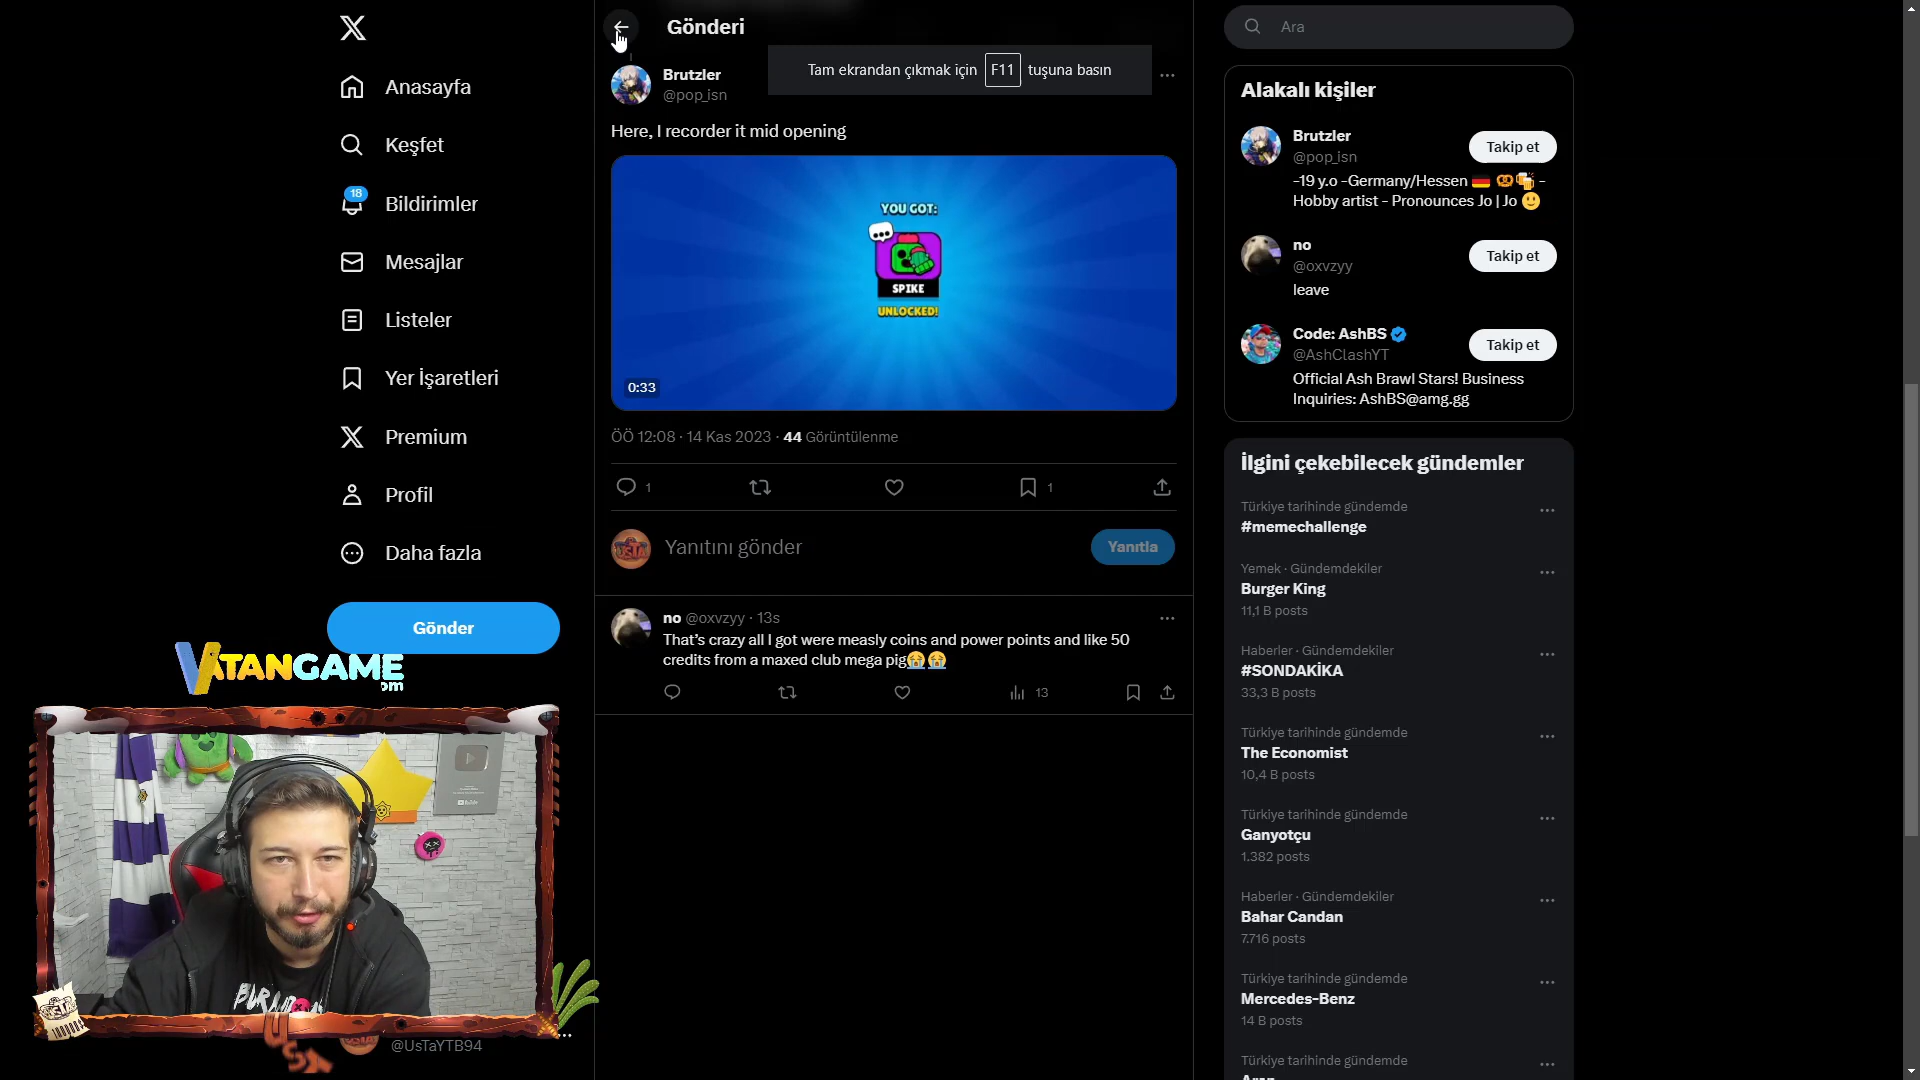 Anasayfa
Keşfet
18
Bildirimler
Mesajlar
Listeler
Yer İşaretleri
Premium
Profil
Daha fazla
Gönder
VATANGAME
.com
@UsTaYTB94
Gönderi
Tam ekrandan çıkmak için F11 tuşuna basın
Brutzler
@pop_isn
Here, I recorder it mid opening
YOU GOT:
SPIKE
UNLOCKED!
0:33
ÖÖ 12:08 · 14 Kas 2023 · 44 Görüntülenme
1
1
Yanıtını gönder
Yanıtla
no @oxvzyy · 13s
That's crazy all I got were measly coins and power points and like 50
credits from a maxed club mega pig😭😭
13
Ara
Alakalı kişiler
Brutzler
@pop_isn
Takip et
-19 y.o -Germany/Hessen 🇩🇪 🥨🍻 -
Hobby artist - Pronounces Jo | Jo 🙂
no
@oxvzyy
Takip et
leave
Code: AshBS
@AshClashYT
Takip et
Official Ash Brawl Stars! Business
Inquiries: AshBS@amg.gg
İlgini çekebilecek gündemler
Türkiye tarihinde gündemde
#memechallenge
Yemek · Gündemdekiler
Burger King
11,1 B posts
Haberler · Gündemdekiler
#SONDAKİKA
33,3 B posts
Türkiye tarihinde gündemde
The Economist
10,4 B posts
Türkiye tarihinde gündemde
Ganyotçu
1.382 posts
Haberler · Gündemdekiler
Bahar Candan
7.716 posts
Türkiye tarihinde gündemde
Mercedes-Benz
14 B posts
Türkiye tarihinde gündemde